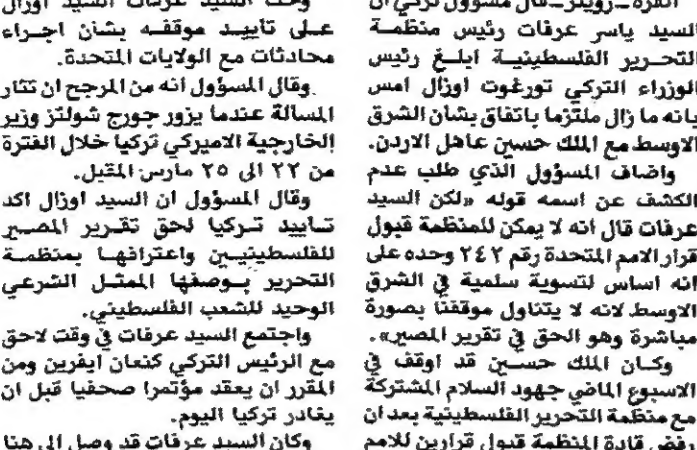 انقرة ـ رويتر ـ قال مسؤول تركي ان
السيد ياسر عرفات رئيس منظمة
التحرير الفلسطينية ابلغ رئيس
الوزراء التركي تورغوت اوزال امس
بانه ما زال ملتزما باتفاق بشان الشرق
الاوسط مع الملك حسين عاهل الاردن.
واضاف المسؤول الذي طلب عدم
الكشف عن اسمه قوله «لكن السيد
عرفات قال انه لا يمكن للمنظمة قبول
قرار الامم المتحدة رقم ٢٤٢ وحده على
انه اساس لتسوية سلمية في الشرق
الاوسط لانه لا يتناول موقفنا بصورة
مباشرة وهو الحق في تقرير المصير».
وكان الملك حسين قد اوقف في
الاسبوع الماضي جهود السلام المشتركة
مع منظمة التحرير الفلسطينية بعد ان
رفض قادة المنظمة قبول قرارين للامم
وحث السيد عرفات السيد اوزال
على تأييد موقفه بشأن اجراء
محادثات مع الولايات المتحدة.
وقال المسؤول انه من المرجح ان تثار
المسالة عندما يزور جورج شولتز وزير
الخارجية الاميركي تركيا خلال الفترة
من ٢٢ الى ٢٥ مارس المقبل.
وقال المسؤول ان السيد اوزال اكد
تأييد تركيا لحق تقرير المصير
للفلسطينيين واعترافها بمنظمة
التحرير بوصفها الممثل الشرعي
الوحيد للشعب الفلسطيني.
واجتمع السيد عرفات في وقت لاحق
مع الرئيس التركي كنعان ايفرين ومن
المقرر ان يعقد مؤتمرا صحفيا قبل ان
يغادر تركيا اليوم.
وكان السيد عرفات قد وصل الى هنا